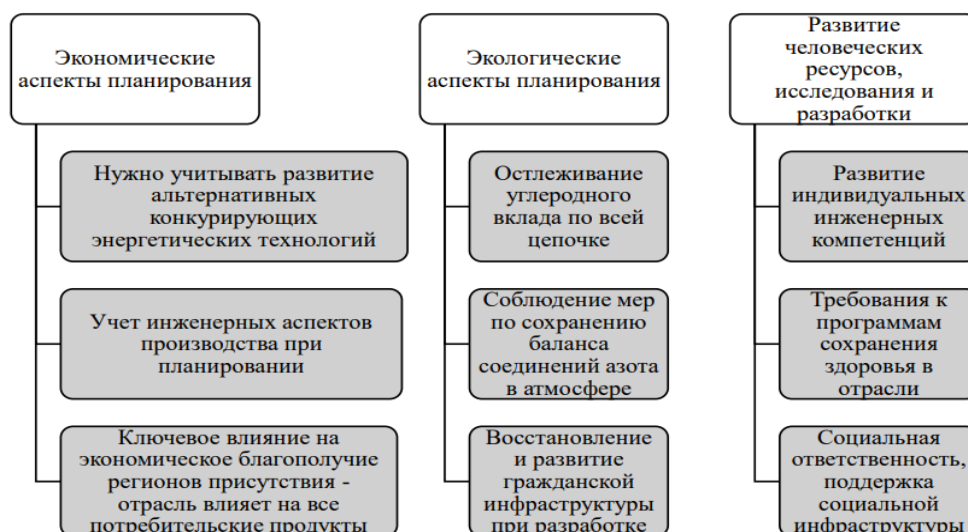 Экономические
аспекты планирования
Нужно учитывать развитие
альтернативных
конкурирующих
энергетических технологий
Учет инженерных аспектов
производства при
планировании
Ключевое влияние на
экономическое благополучие
регионов присутствия -
отрасль влияет на все
потребительские продукты
Экологические
аспекты планирования
Остлеживание
углеродного
вклада по всей
цепочке
Соблюдение мер
по сохранению
баланса
соединений азота
в атмосфере
Восстановление
и развитие
гражданской
инфраструктуры
при разработке
Развитие
человеческих
ресурсов,
исследования и
разработки
Развитие
индивидуальных
инженерных
компетенций
Требования к
программам
сохранения
здоровья в
отрасли
Социальная
ответственность,
поддержка
социальной
инфраструктуры